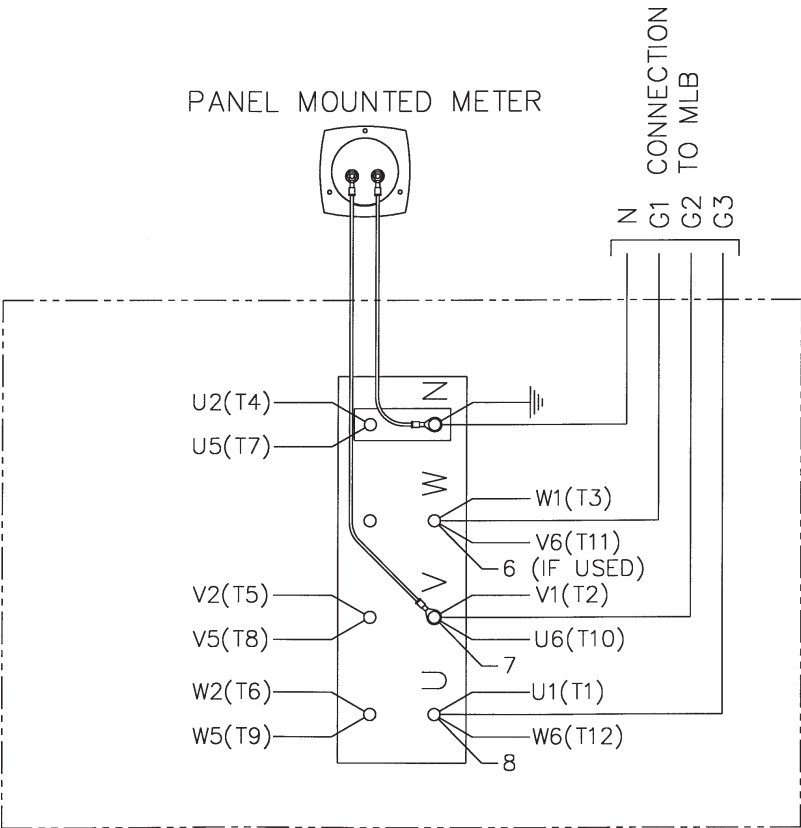 PANEL MOUNTED METER
CONNECTION
TO MLB
N
G1
G2
G3
N
U2(T4)
U5(T7)
W
W1(T3)
V6(T11)
6 (IF USED)
V
V2(T5)
V5(T8)
V1(T2)
U6(T10)
7
U
W2(T6)
W5(T9)
U1(T1)
W6(T12)
8